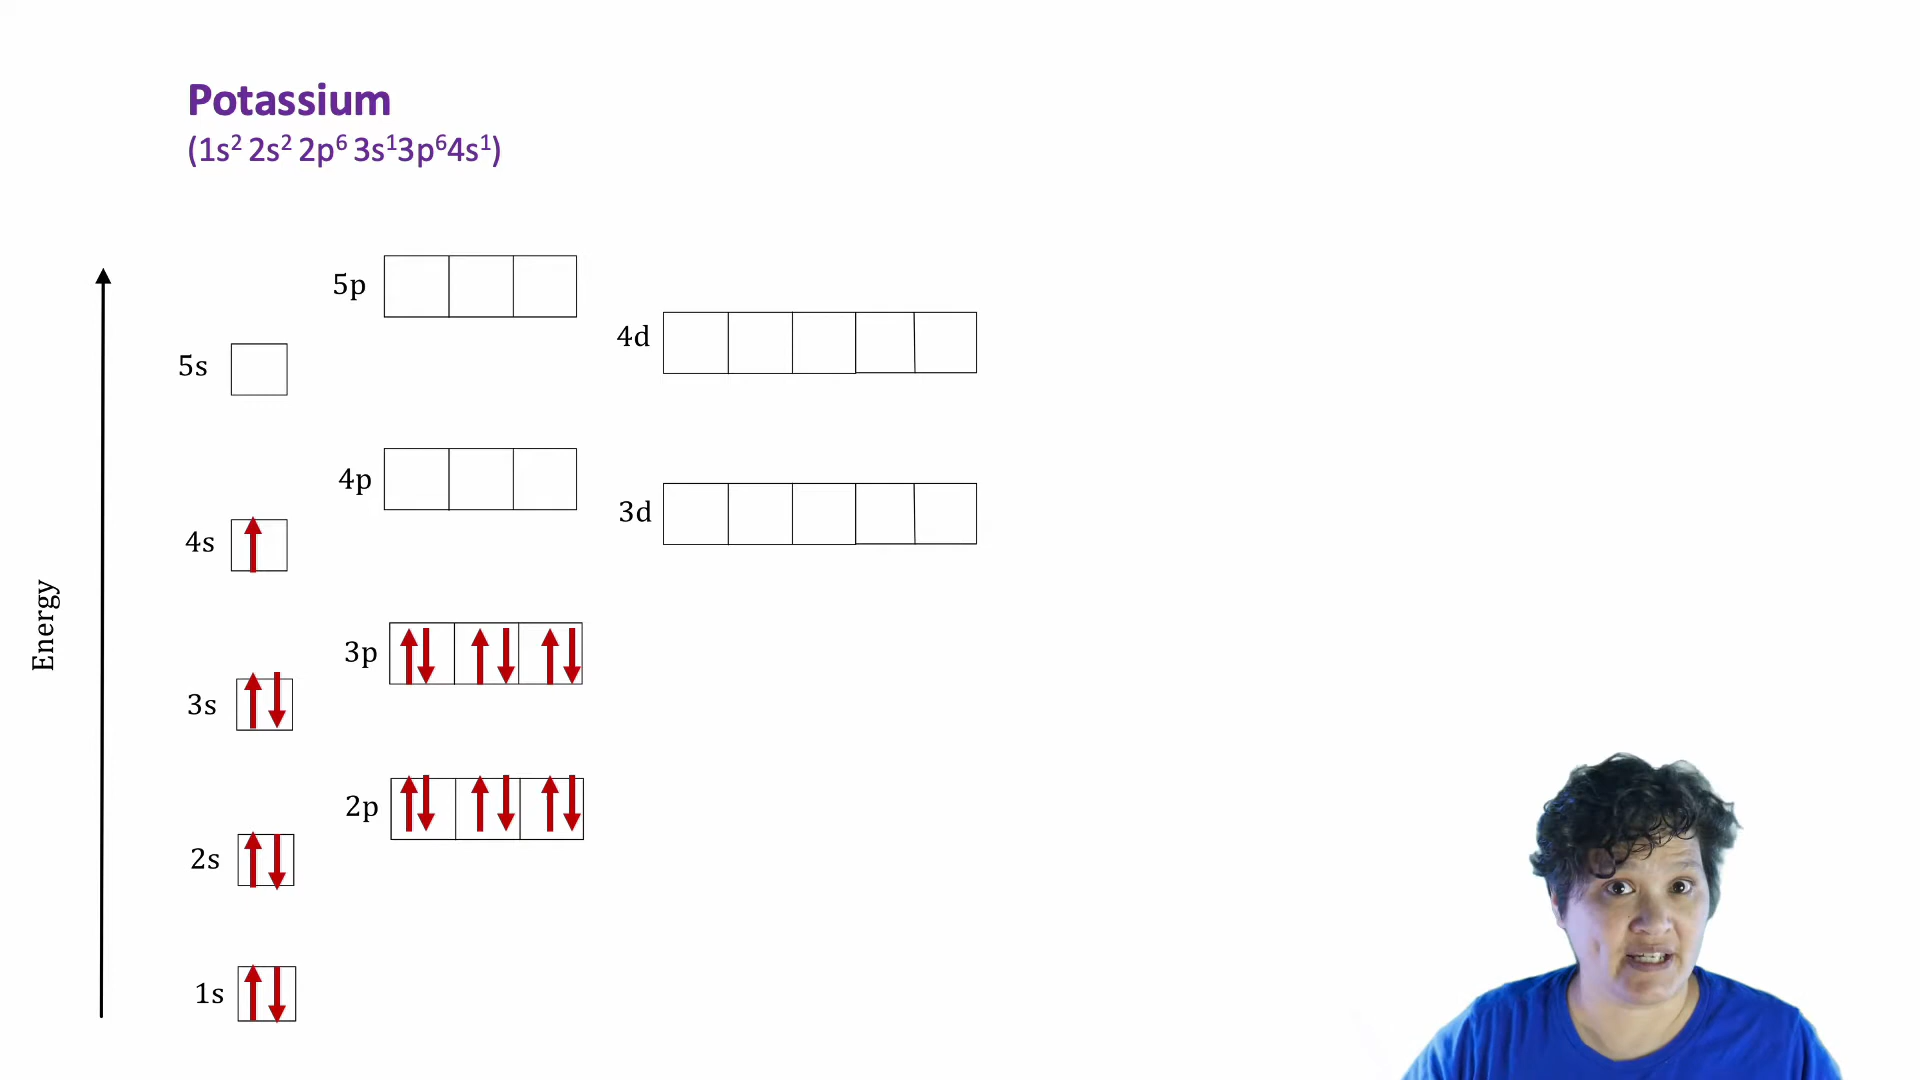 Potassium
(1s² 2s² 2p⁶ 3s¹3p⁶4s¹)
5p
4d
5s
4p
3d
4s
Energy
3p
3s
2p
2s
1s